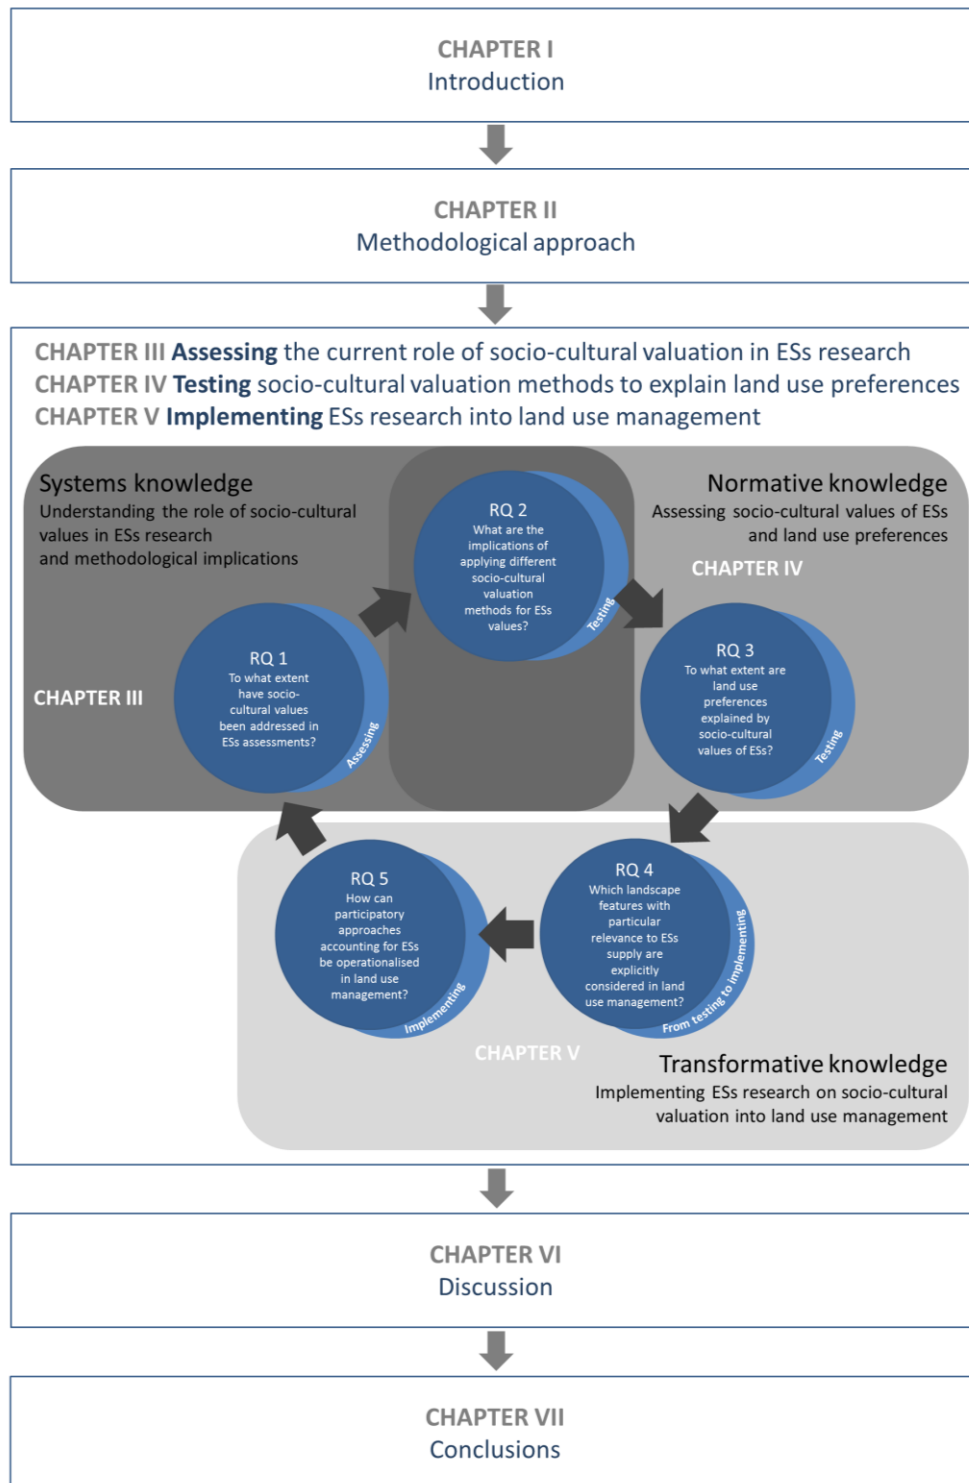 CHAPTER I
Introduction
CHAPTER II
Methodological approach
CHAPTER III Assessing the current role of socio-cultural valuation in ESs research
CHAPTER IV Testing socio-cultural valuation methods to explain land use preferences
CHAPTER V Implementing ESs research into land use management
Systems knowledge
Understanding the role of socio-cultural
values in ESs research
and methodological implications
Normative knowledge
Assessing socio-cultural values of ESs
and land use preferences
CHAPTER IV
RQ 2
What are the
implications of
applying different
socio-cultural
valuation
methods for ESs
values?
Testing
CHAPTER III
RQ 1
To what extent
have socio-
cultural values
been addressed in
ESs assessments?
Assessing
RQ 3
To what extent are
land use
preferences
explained by
socio-cultural
values of ESs?
Testing
RQ 5
How can
participatory
approaches
accounting for ESs
be operationalised
in land use
management?
Implementing
RQ 4
Which landscape
features with
particular
relevance to ESs
supply are
explicitly
considered in land
use management?
From testing to implementing
CHAPTER V
Transformative knowledge
Implementing ESs research on socio-cultural
valuation into land use management
CHAPTER VI
Discussion
CHAPTER VII
Conclusions